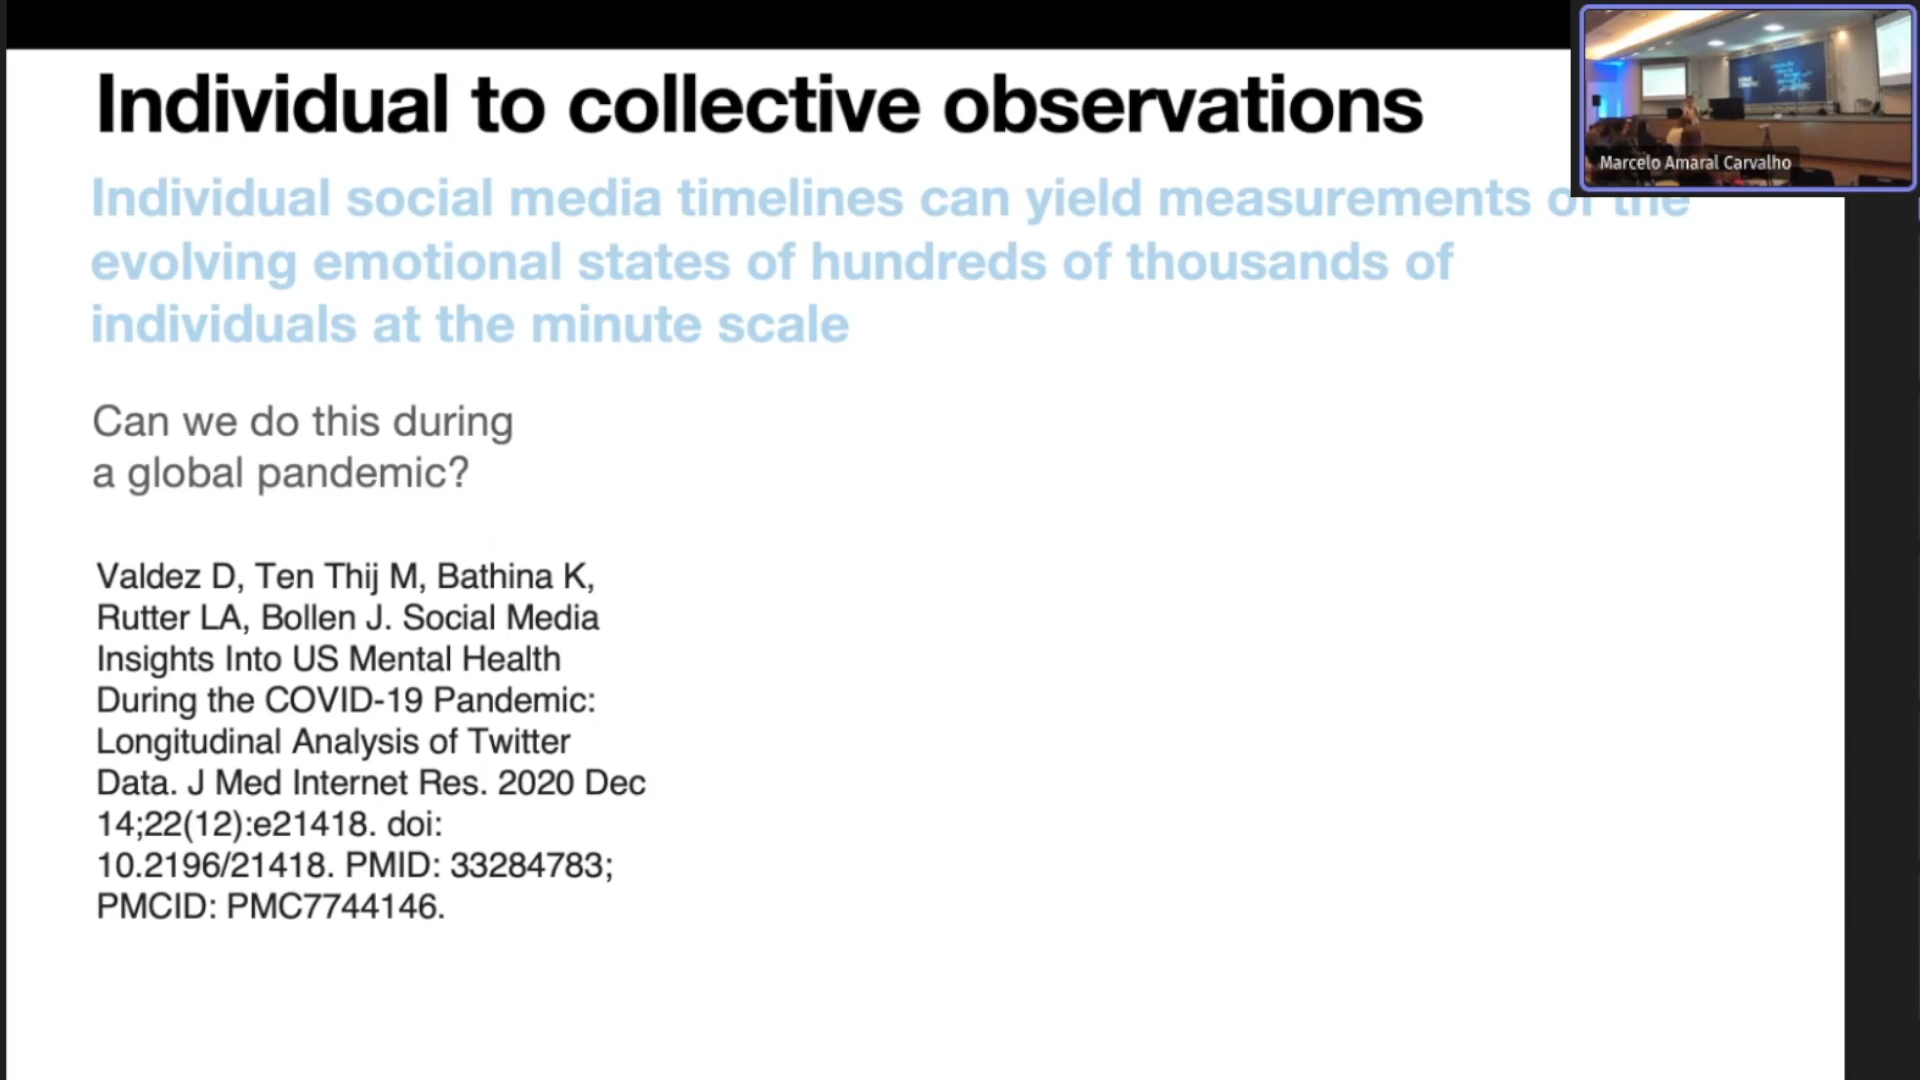 Individual to collective observations
Individual social media timelines can yield measurements of the
evolving emotional states of hundreds of thousands of
individuals at the minute scale
Can we do this during
a global pandemic?
Valdez D, Ten Thij M, Bathina K,
Rutter LA, Bollen J. Social Media
Insights Into US Mental Health
During the COVID-19 Pandemic:
Longitudinal Analysis of Twitter
Data. J Med Internet Res. 2020 Dec
14;22(12):e21418. doi:
10.2196/21418. PMID: 33284783;
PMCID: PMC7744146.
Marcelo Amaral Carvalho